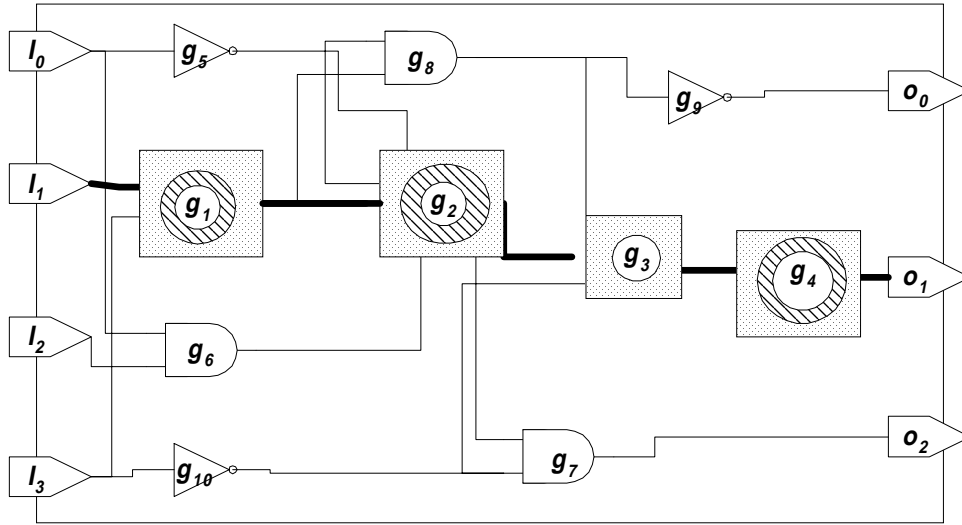 I₀
g₅
g₈
g₉
o₀
I₁
g₁
g₂
g₃
g₄
o₁
I₂
g₆
I₃
g₁₀
g₇
o₂